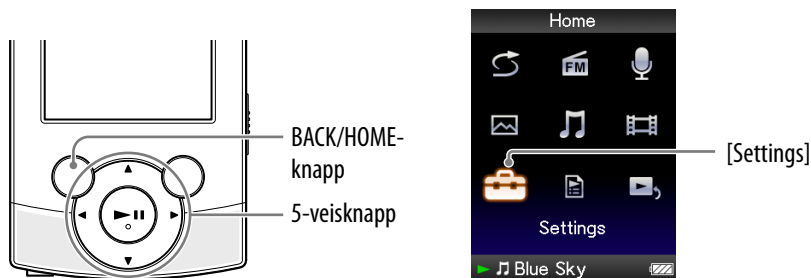 BACK/HOME-
knapp
5-veisknapp
Home
FM
[Settings]
Settings
Blue Sky